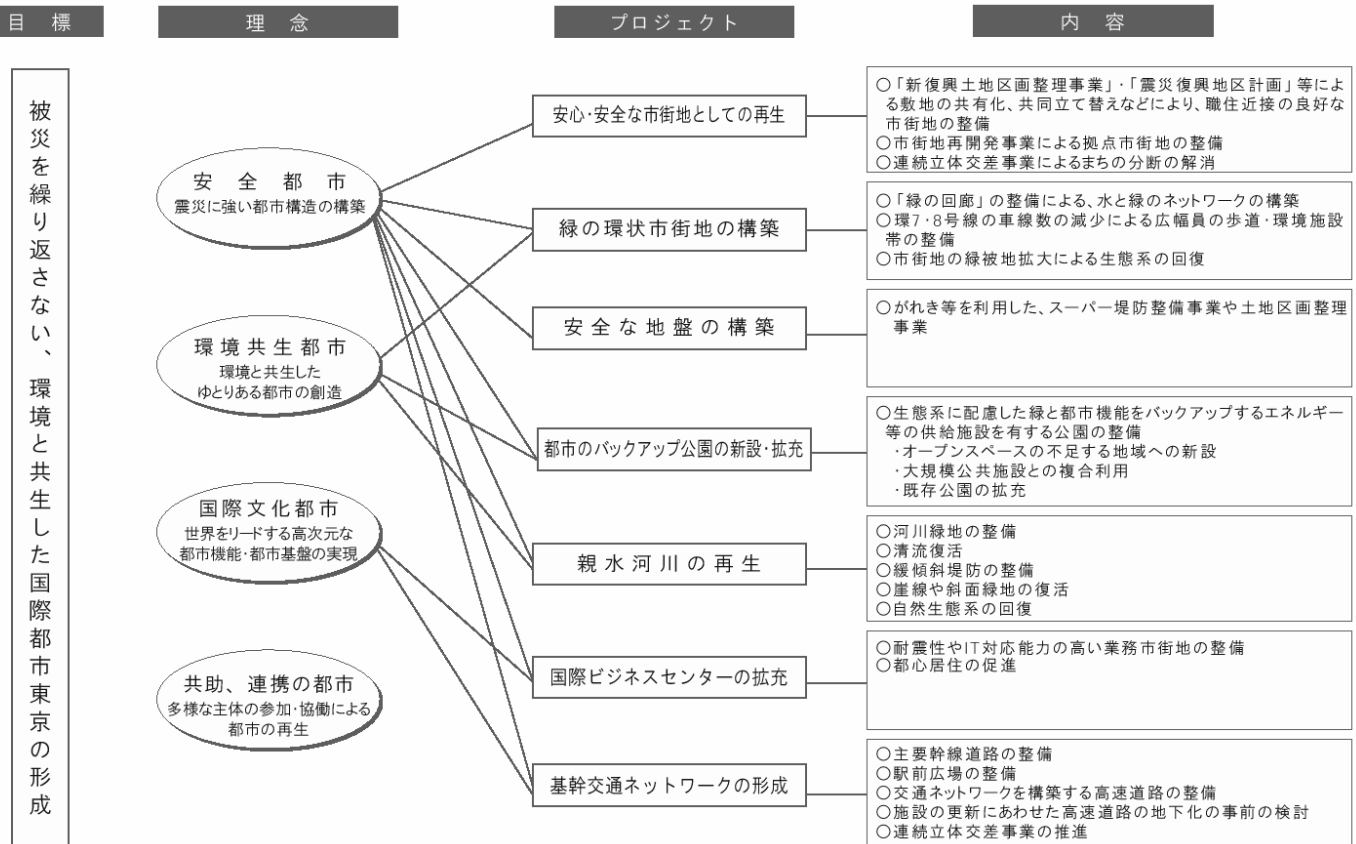 目　標
理　念
プロジェクト
内　容
被災を繰り返さない、環境と共生した国際都市東京の形成
安　全　都　市
震災に強い都市構造の構築
環境共生都市
環境と共生した
ゆとりある都市の創造
国際文化都市
世界をリードする高次元な
都市機能・都市基盤の実現
共助、連携の都市
多様な主体の参加・協働による
都市の再生
安心・安全な市街地としての再生
緑の環状市街地の構築
安全な地盤の構築
都市のバックアップ公園の新設・拡充
親水河川の再生
国際ビジネスセンターの拡充
基幹交通ネットワークの形成
○「新復興土地区画整理事業」・「震災復興地区計画」等によ
る敷地の共有化、共同立て替えなどにより、職住近接の良好な
市街地の整備
○市街地再開発事業による拠点市街地の整備
○連続立体交差事業によるまちの分断の解消
○「緑の回廊」の整備による、水と緑のネットワークの構築
○環7・8号線の車線数の減少による広幅員の歩道・環境施設
帯の整備
○市街地の緑被地拡大による生態系の回復
○がれき等を利用した、スーパー堤防整備事業や土地区画整理
事業
○生態系に配慮した緑と都市機能をバックアップするエネルギー
等の供給施設を有する公園の整備
・オープンスペースの不足する地域への新設
・大規模公共施設との複合利用
・既存公園の拡充
○河川緑地の整備
○清流復活
○緩傾斜堤防の整備
○崖線や斜面緑地の復活
○自然生態系の回復
○耐震性やIT対応能力の高い業務市街地の整備
○都心居住の促進
○主要幹線道路の整備
○駅前広場の整備
○交通ネットワークを構築する高速道路の整備
○施設の更新にあわせた高速道路の地下化の事前の検討
○連続立体交差事業の推進